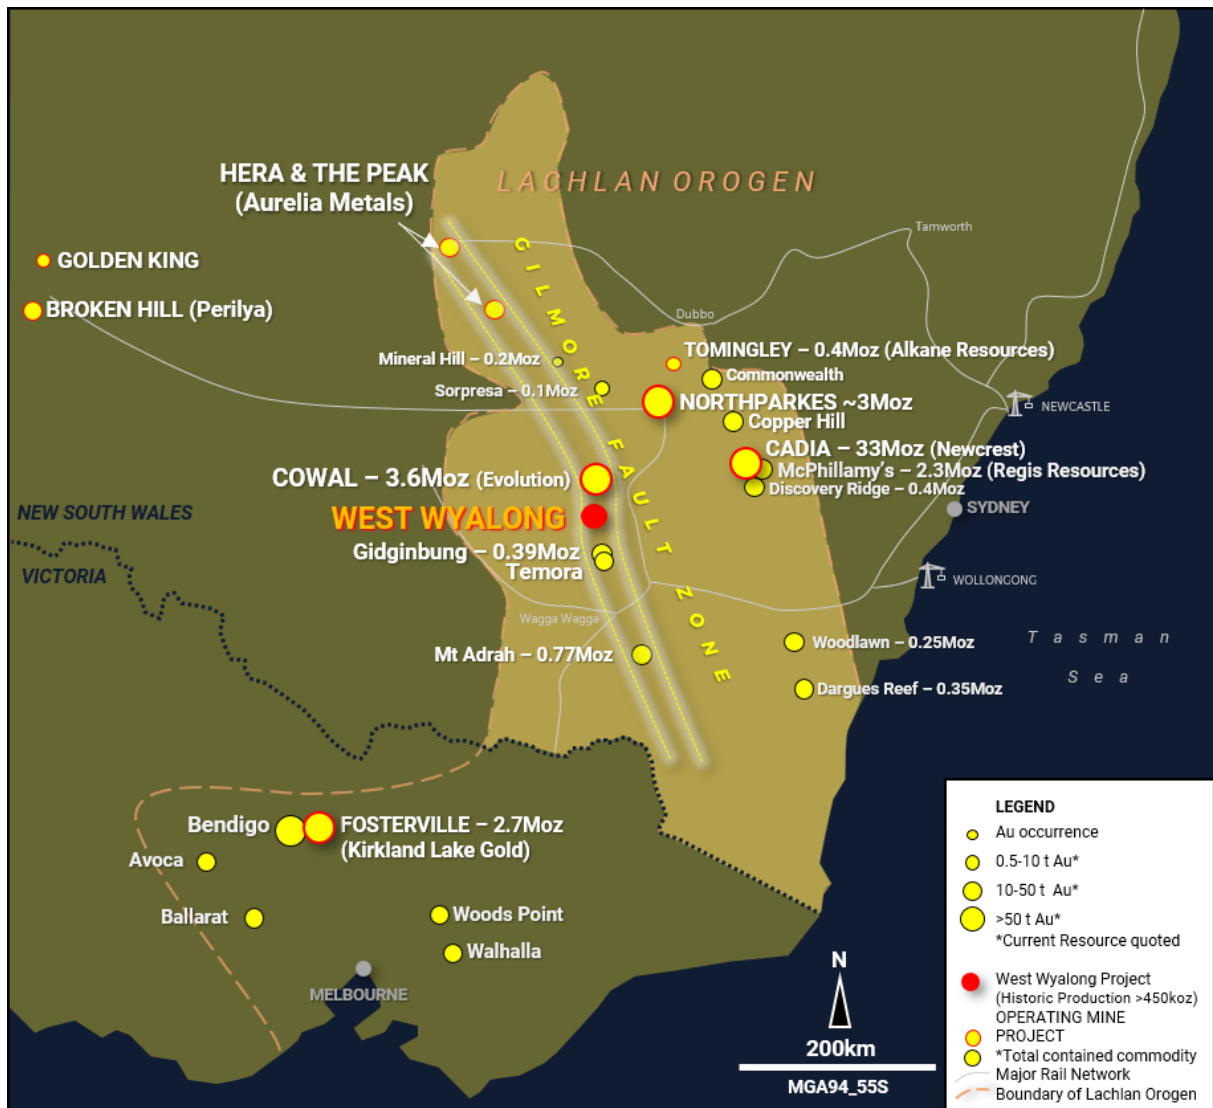 LACHLAN OROGEN
HERA & THE PEAK
(Aurelia Metals)
Tamworth
GILMORE FAULT ZONE
GOLDEN KING
BROKEN HILL (Perilya)
Dubbo
TOMINGLEY – 0.4Moz (Alkane Resources)
Mineral Hill – 0.2Moz
Commonwealth
Sorpresa – 0.1Moz
NORTHPARKES ~3Moz
NEWCASTLE
Copper Hill
CADIA – 33Moz (Newcrest)
COWAL – 3.6Moz (Evolution)
McPhillamy's – 2.3Moz (Regis Resources)
Discovery Ridge – 0.4Moz
NEW SOUTH WALES
WEST WYALONG
SYDNEY
Gidginbung – 0.39Moz
Temora
VICTORIA
WOLLONGONG
Wagga Wagga
Tasman
Sea
Woodlawn – 0.25Moz
Mt Adrah – 0.77Moz
Dargues Reef – 0.35Moz
Bendigo
FOSTERVILLE – 2.7Moz
(Kirkland Lake Gold)
Avoca
Ballarat
Woods Point
Walhalla
MELBOURNE
N
200km
MGA94_55S
LEGEND
Au occurrence
0.5-10 t Au*
10-50 t Au*
>50 t Au*
*Current Resource quoted
West Wyalong Project
(Historic Production >450koz)
OPERATING MINE
PROJECT
*Total contained commodity
Major Rail Network
Boundary of Lachlan Orogen